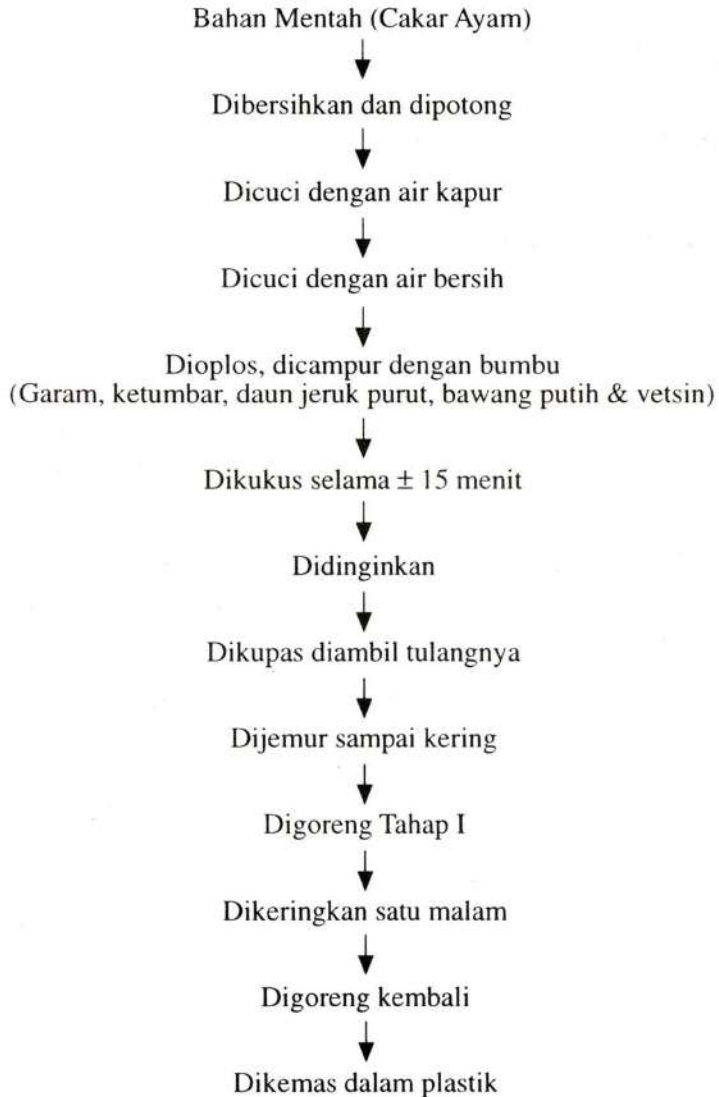 Bahan Mentah (Cakar Ayam)
Dibersihkan dan dipotong
Dicuci dengan air kapur
Dicuci dengan air bersih
Dioplos, dicampur dengan bumbu
(Garam, ketumbar, daun jeruk purut, bawang putih & vetsin)
Dikukus selama ± 15 menit
Didinginkan
Dikupas diambil tulangnya
Dijemur sampai kering
Digoreng Tahap I
Dikeringkan satu malam
Digoreng kembali
Dikemas dalam plastik